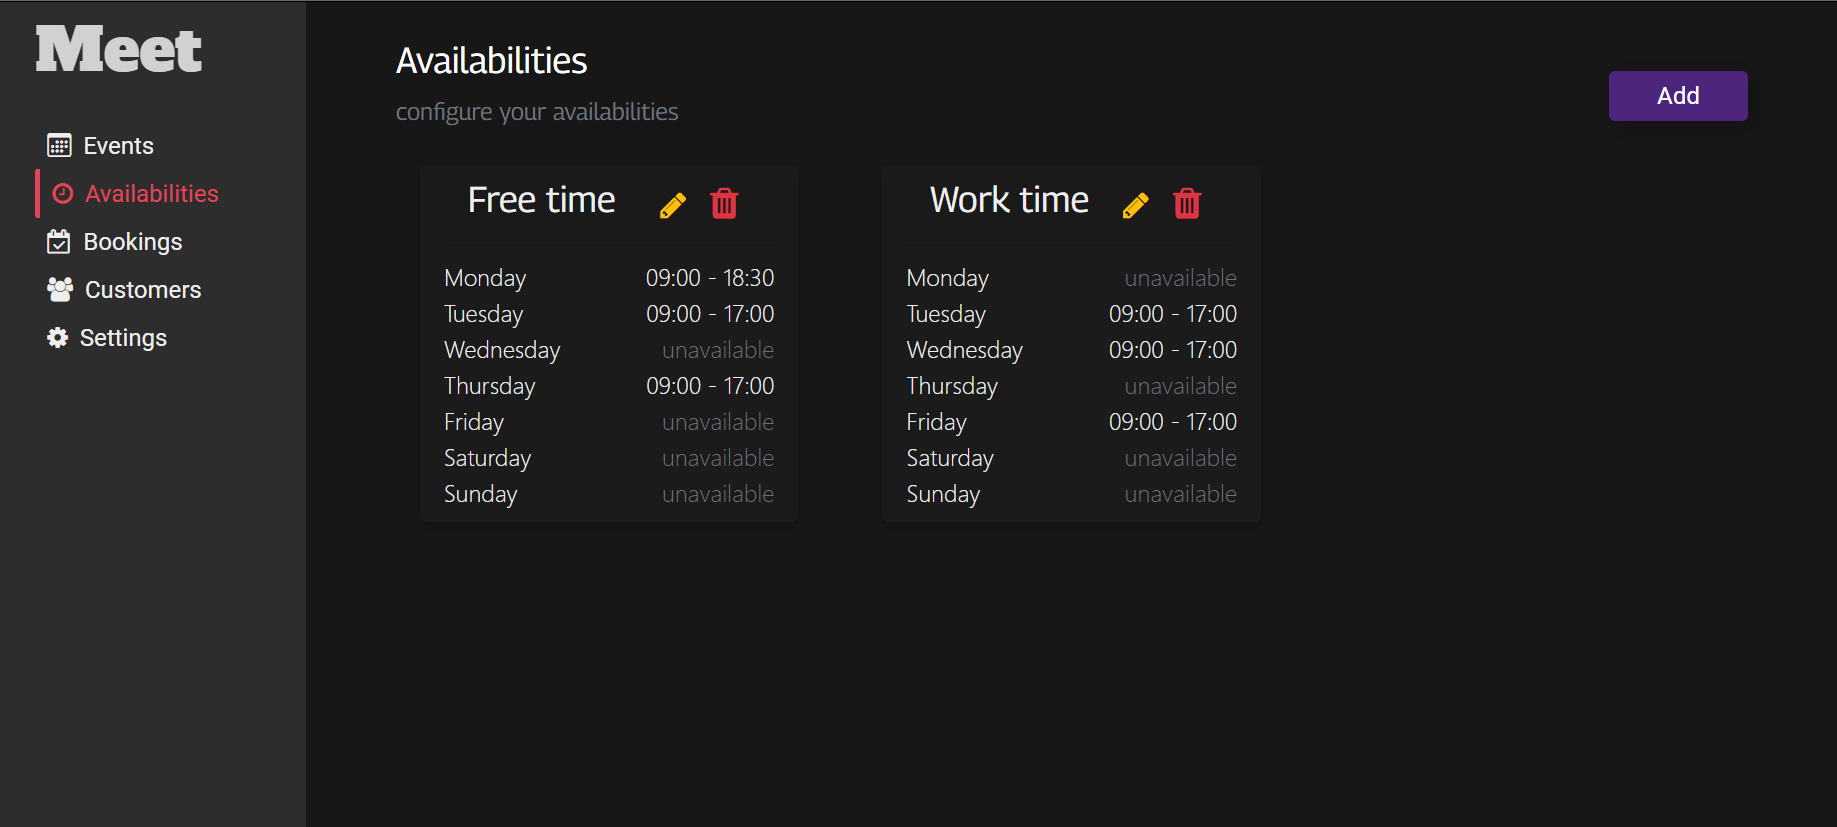 Meet
Events
Availabilities
Bookings
Customers
Settings
Availabilities
configure your availabilities
Add
Free time
Monday 09:00 - 18:30
Tuesday 09:00 - 17:00
Wednesday unavailable
Thursday 09:00 - 17:00
Friday unavailable
Saturday unavailable
Sunday unavailable
Work time
Monday unavailable
Tuesday 09:00 - 17:00
Wednesday 09:00 - 17:00
Thursday unavailable
Friday 09:00 - 17:00
Saturday unavailable
Sunday unavailable